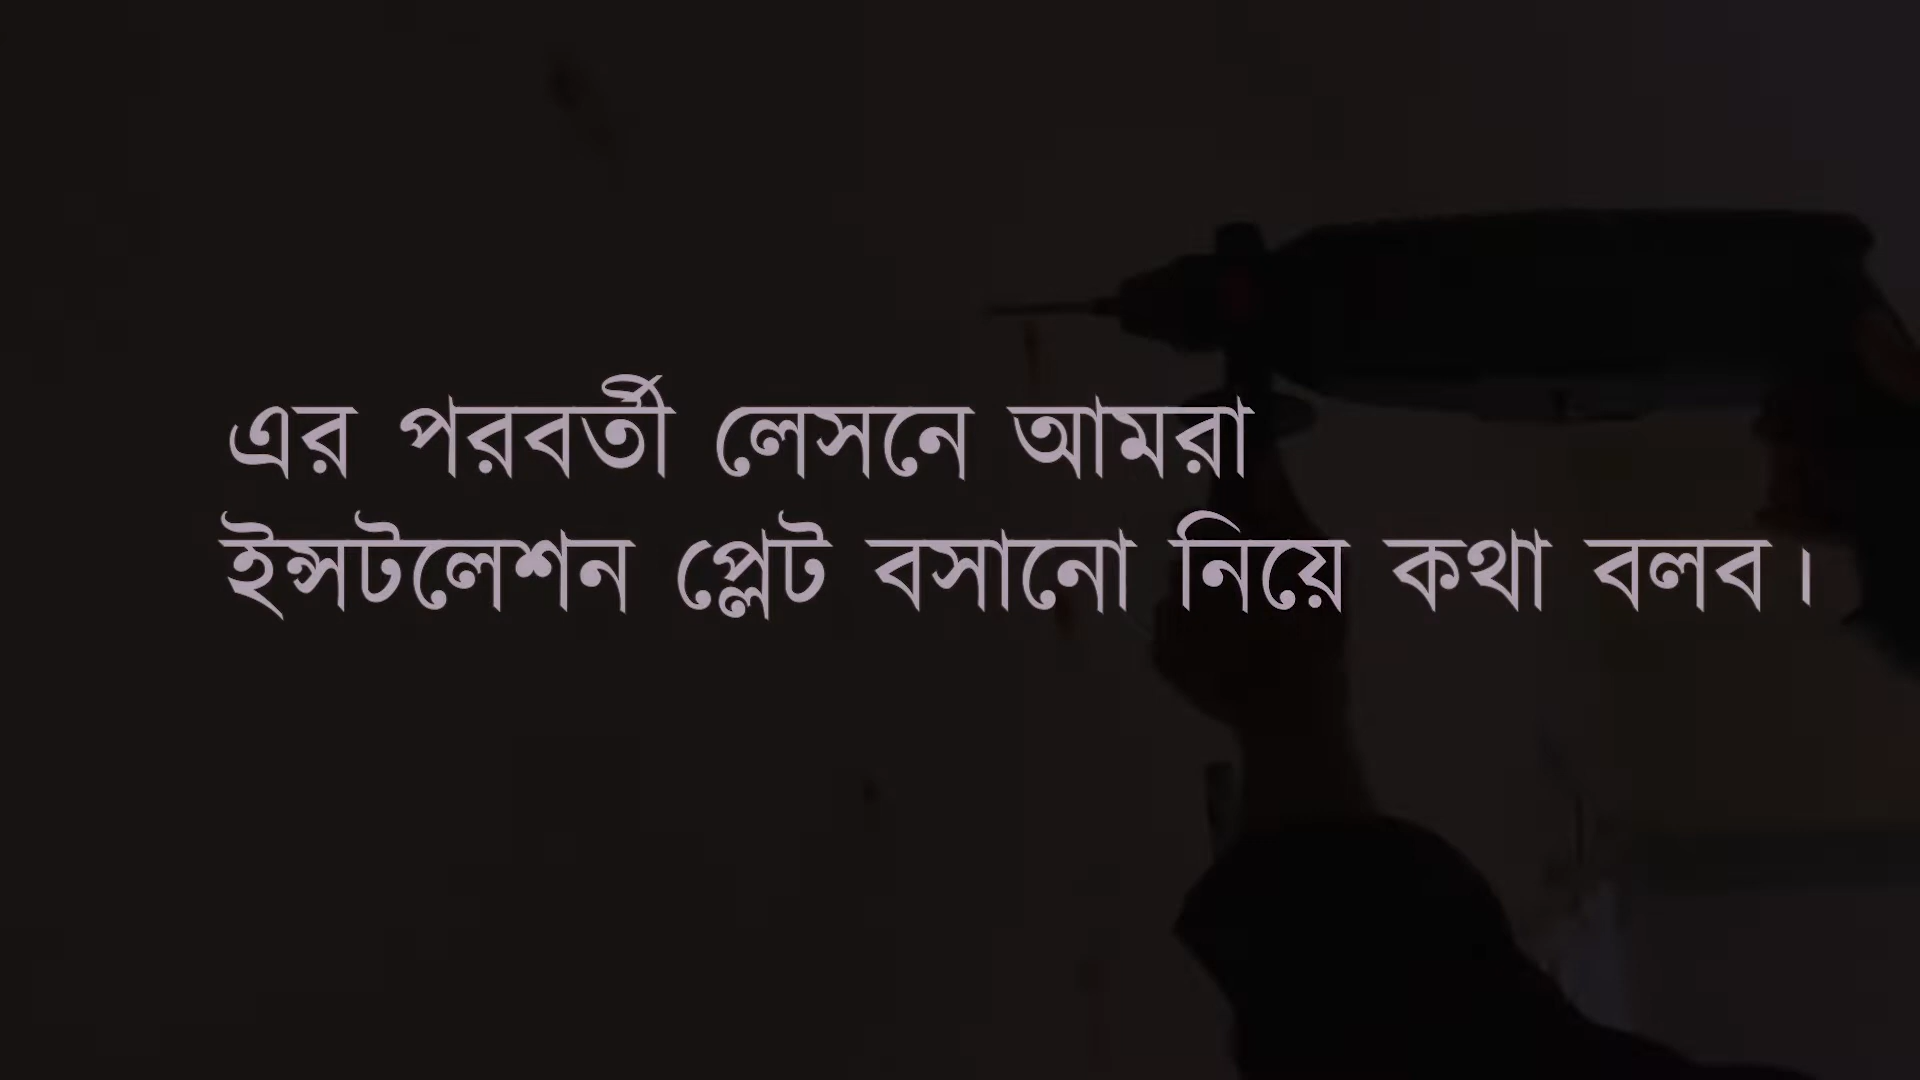 এর পরবর্তী লেসনে আমরা
ইন্সটলেশন প্লেট বসানো নিয়ে কথা বলব।